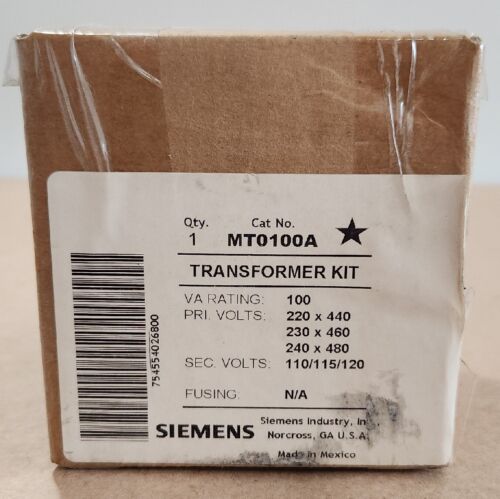 Qty. Cat No.
1 MT0100A
TRANSFORMER KIT
VA RATING: 100
PRI. VOLTS: 220 x 440
230 x 460
240 x 480
SEC. VOLTS: 110/115/120
FUSING: N/A
SIEMENS
Siemens Industry, In
Norcross, GA U.S.A
Made in Mexico
754554026800